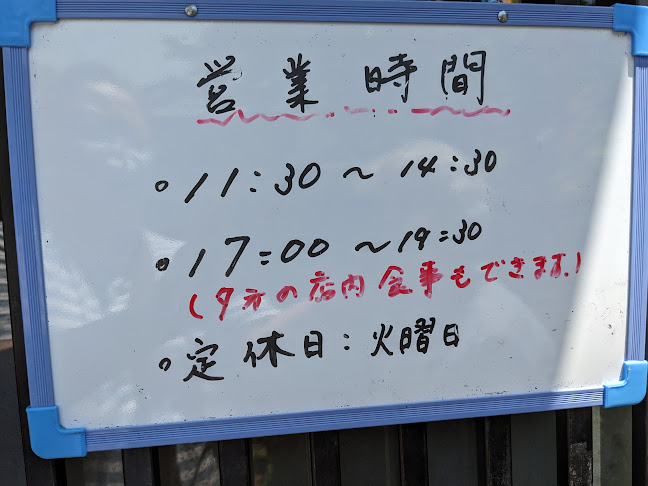 営業時間
○11:30～14:30
○17:00～19:30
(夕方の店内食事もできます。)
○定休日:火曜日